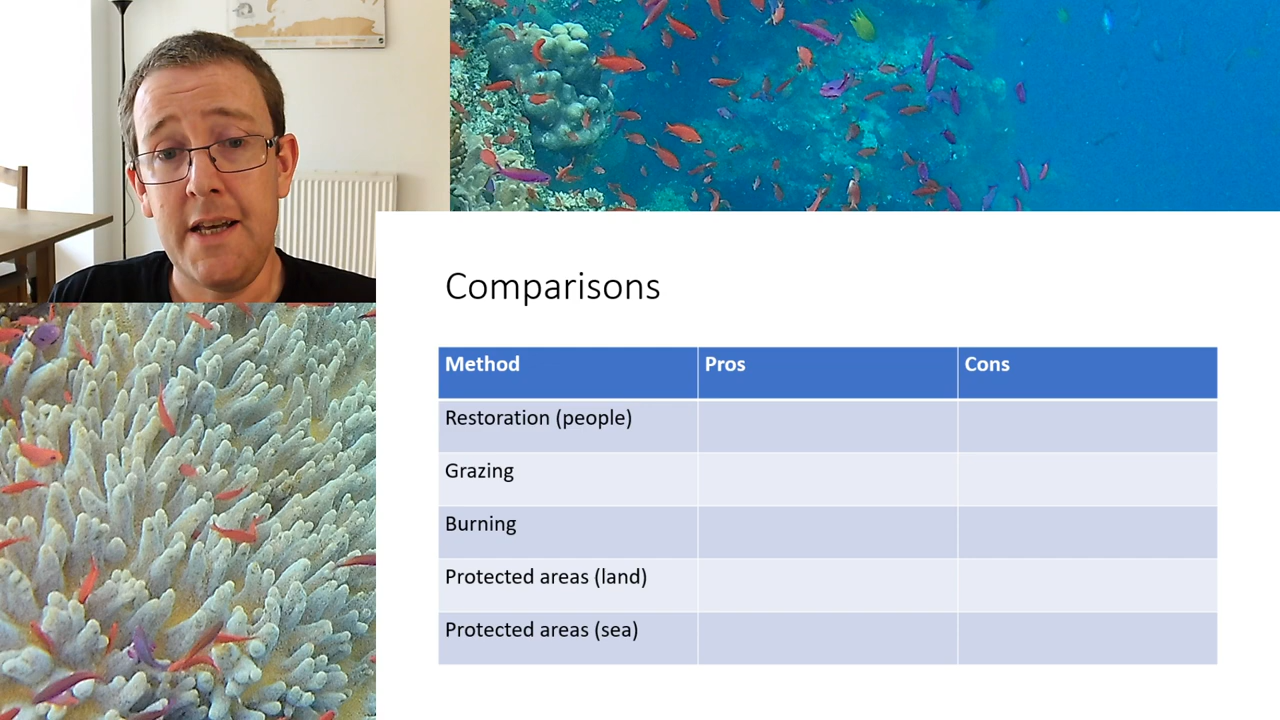 Comparisons
Method Pros Cons
Restoration (people)
Grazing
Burning
Protected areas (land)
Protected areas (sea)